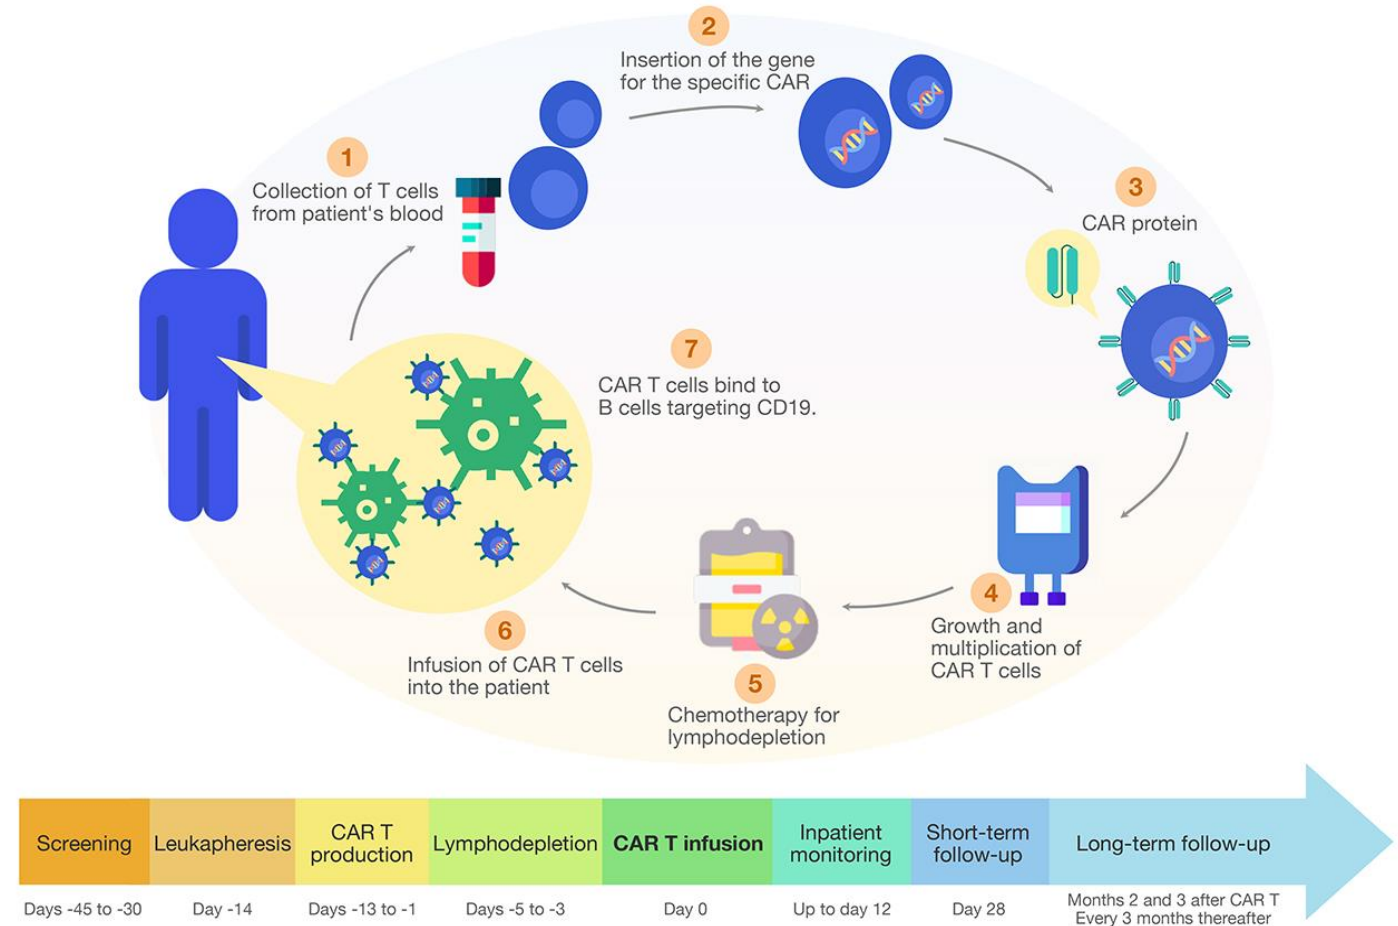 1
Collection of T cells
from patient's blood
2
Insertion of the gene
for the specific CAR
3
CAR protein
4
Growth and
multiplication of
CAR T cells
5
Chemotherapy for
lymphodepletion
6
Infusion of CAR T cells
into the patient
7
CAR T cells bind to
B cells targeting CD19.
Screening
Leukapheresis
CAR T
production
Lymphodepletion
CAR T infusion
Inpatient
monitoring
Short-term
follow-up
Long-term follow-up
Days -45 to -30
Day -14
Days -13 to -1
Days -5 to -3
Day 0
Up to day 12
Day 28
Months 2 and 3 after CAR T
Every 3 months thereafter